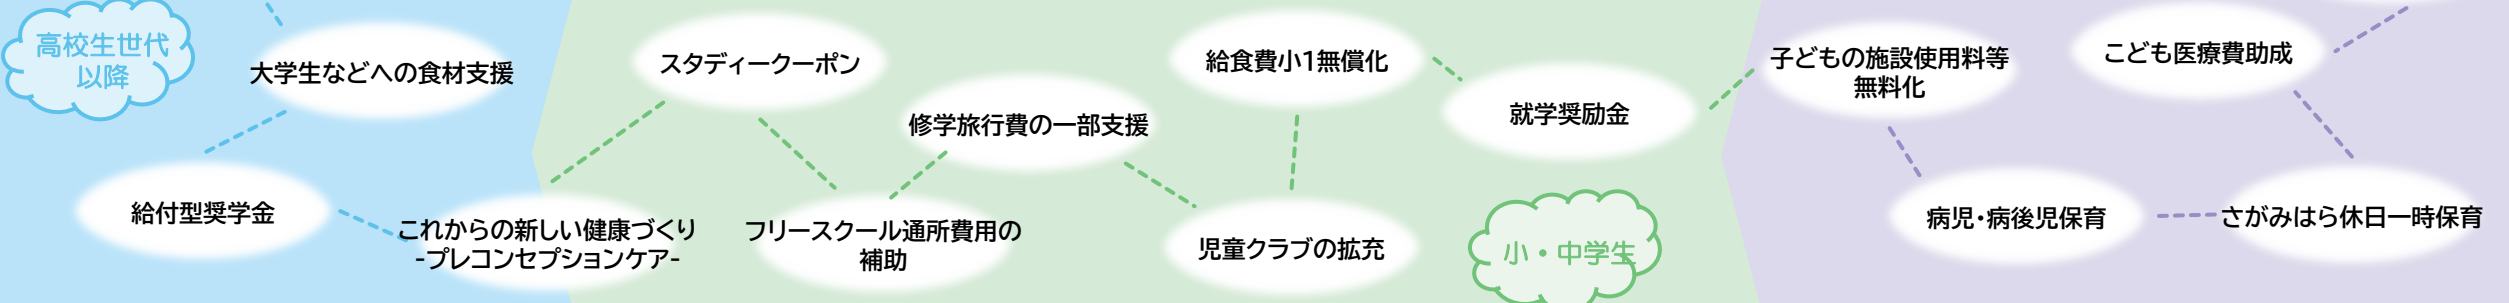 高校生世代
以降
大学生などへの食材支援
給付型奨学金
これからの新しい健康づくり
-プレコンセプションケア-
スタディークーポン
フリースクール通所費用の
補助
修学旅行費の一部支援
給食費小1無償化
児童クラブの拡充
就学奨励金
小・中学生
子どもの施設使用料等
無料化
病児・病後児保育
こども医療費助成
さがみはら休日一時保育